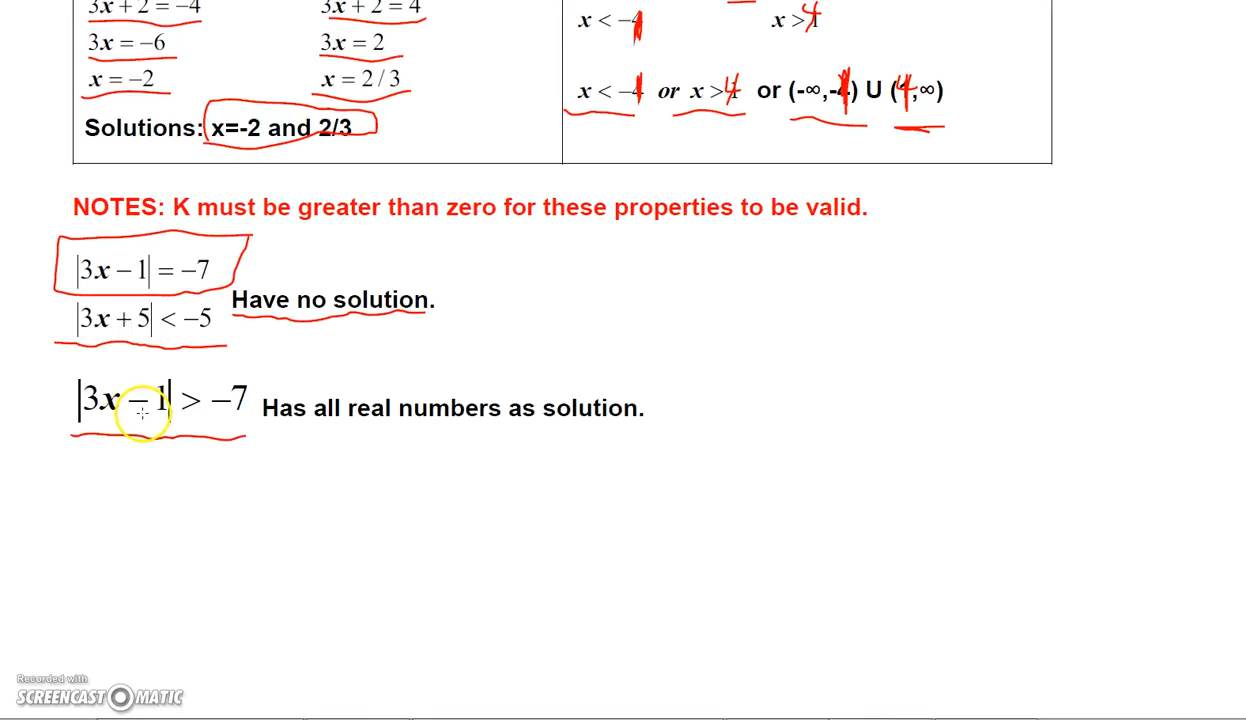 3x + 2 = −4
3x + 2 = 4
3x = −6
3x = 2
x = −2
x = 2 / 3
Solutions: x=-2 and 2/3
x < −1
x > 4
x < −1 or x > 4 or (-∞,-1) U (4,∞)
NOTES: K must be greater than zero for these properties to be valid.
|3x − 1| = −7
Have no solution.
|3x + 5| < −5
|3x − 1| > −7 Has all real numbers as solution.
Recorded with
SCREENCAST-O-MATIC